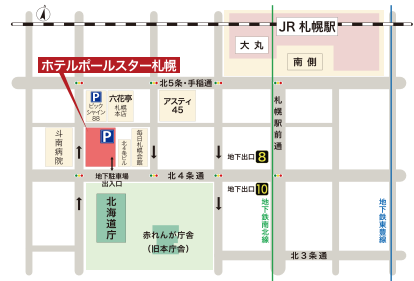 JR 札幌駅
大丸
南側
ホテルポールスター札幌
北5条・手稲通
P
ビック
シャイン
88
六花亭
札幌
本店
アスティ
45
札幌駅前通
斗南病院
P
北4条ビル
毎日札幌会館
地下出口 8
地下駐車場
出入口
北4条通
地下出口 10
北海道庁
赤れんが庁舎
(旧本庁舎)
地下鉄南北線
地下鉄東豊線
北3条通